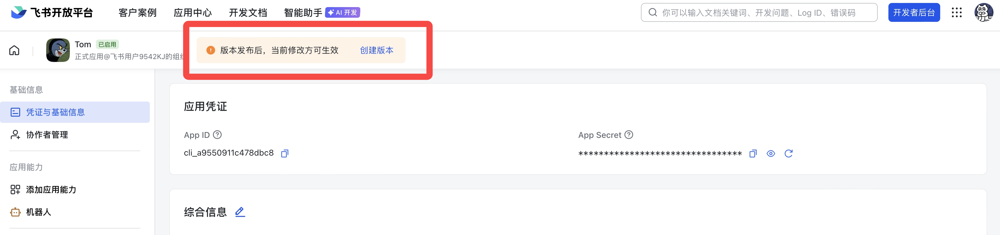 飞书开放平台 客户案例 应用中心 开发文档 智能助手 AI 开发 你可以输入文档关键词、开发问题、Log ID、错误码 开发者后台
Tom 已启用
正式应用@飞书用户9542KJ的组
版本发布后，当前修改方可生效 创建版本
基础信息
凭证与基础信息
协作者管理
应用能力
添加应用能力
机器人
应用凭证
App ID App Secret
cli_a9550911c478dbc8 ********************************
综合信息